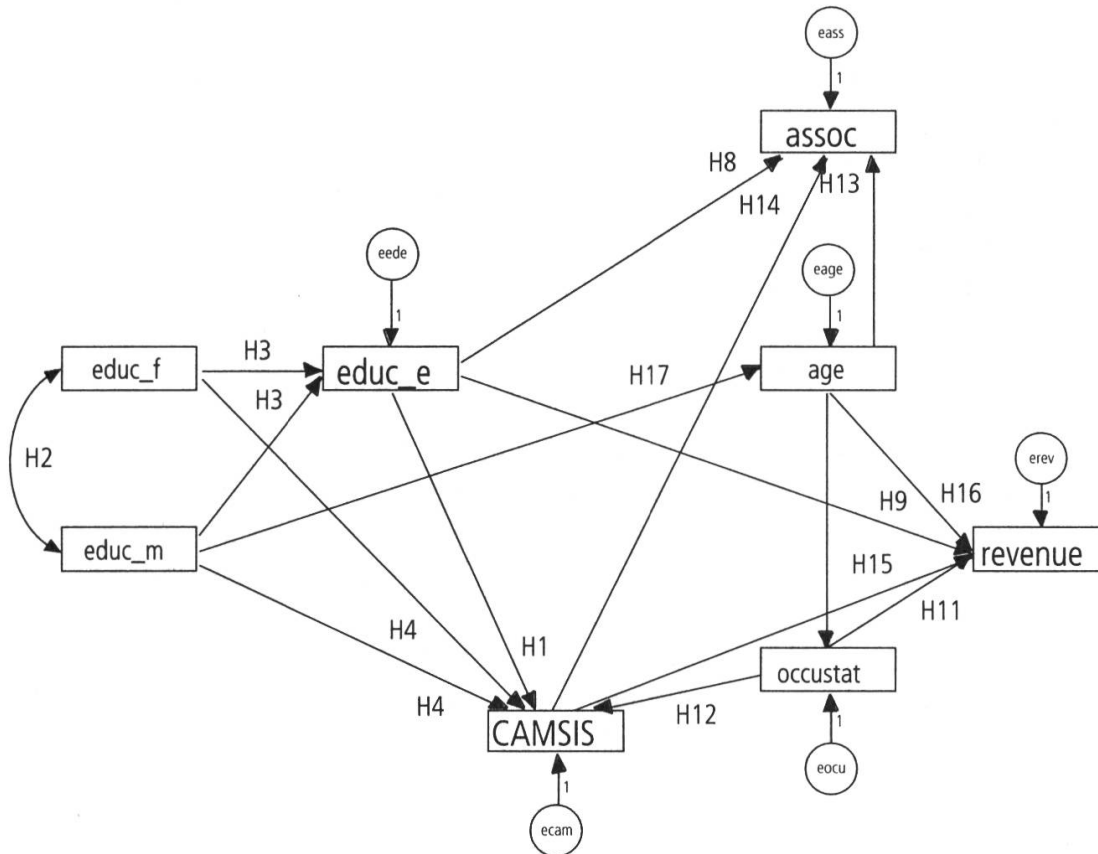 eass
1
assoc
H8
H14
H13
eede
eage
1
1
H3
educ_f
educ_e
H17
age
H3
H2
erev
H9
H16
1
educ_m
revenue
H15
H4
H1
H11
occustat
H4
H12
CAMSIS
1
1
eocu
ecam